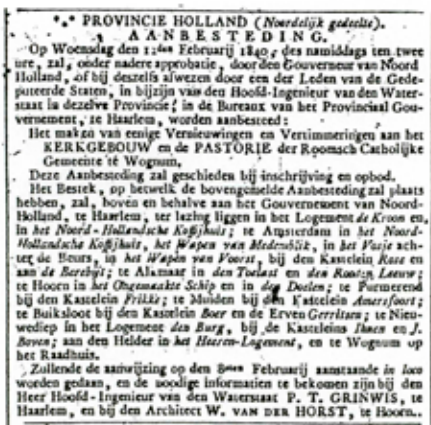 *** PROVINCIE HOLLAND (Noordelijk gedeelte).
AANBESTEDING.
Op Woensdag den 12den Februarij 1840, des namiddags ten twee
ure, zal, onder nadere approbatie, door den Gouverneur van Noord
Holland, of bij deszelfs afwezen door een der Leden van de Gede-
puteerde Staten, in bijzijn van den Hoofd-Ingenieur van den Water-
staat in dezelve Provincie, in de Bureaux van het Provinciaal Gou-
vernement, te Haarlem, worden aanbesteed:
Het maken van eenige Vernieuwingen en Vertimmeringen aan het
KERKGEBOUW en de PASTORIE der Roomsch Catholijke
Gemeente te Wognum.
Deze Aanbesteding zal geschieden bij inschrijving en opbod.
Het Bestek, op hetwelk de bovengemelde Aanbesteding zal plaats
hebben, zal, boven en behalve aan het Gouvernement van Noord-
Holland, te Haarlem, ter lezing liggen in het Logement de Kroon en
in het Noord-Hollandsche Koffijhuis; te Amsterdam in het Noord-
Hollandsche Koffijhuis, het Wapen van Medenblik, in het Vosje ach-
ter de Beurs, in het Wapen van Voorst, bij den Kastelein Rose en
aan de Berebijt; te Alkmaar in den Toelast en den Rooten Leeuw;
te Hoorn in het Ongemaakte Schip en in de Doelen; te Purmerend
bij den Kastelein Frikke; te Muiden bij den Kastelein Amersfoort;
te Buiksloot bij den Kastelein Boer en de Erven Gerritsen; te Nieu-
wediep in het Logement den Burg, bij de Kasteleins Ihnen en J.
Boven; aan den Helder in het Heeren-Logement, en te Wognum op
het Raadhuis.
Zullende de aanwijzing op den 8sten Februarij aanstaande in loco
worden gedaan, en de noodige informatien te bekomen zijn bij den
Heer Hoofd-Ingenieur van den Waterstaat P. T. GRINWIS, te
Haarlem, en bij den Architect W. VAN DER HORST, te Hoorn.